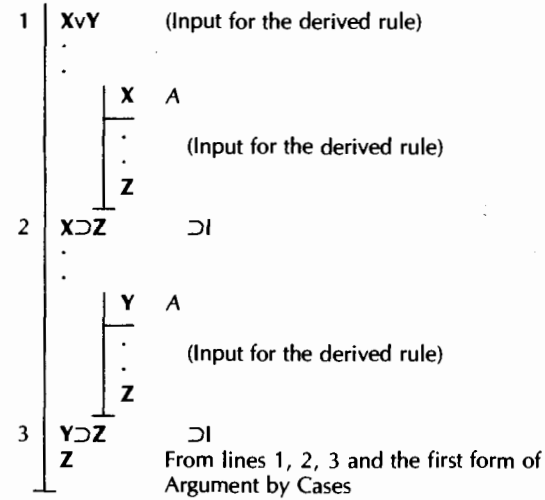 1 X∨Y (Input for the derived rule)
.
.
X A
.
(Input for the derived rule)
.
Z
2 X⊃Z ⊃I
.
.
Y A
.
(Input for the derived rule)
.
Z
3 Y⊃Z ⊃I
Z From lines 1, 2, 3 and the first form of
Argument by Cases